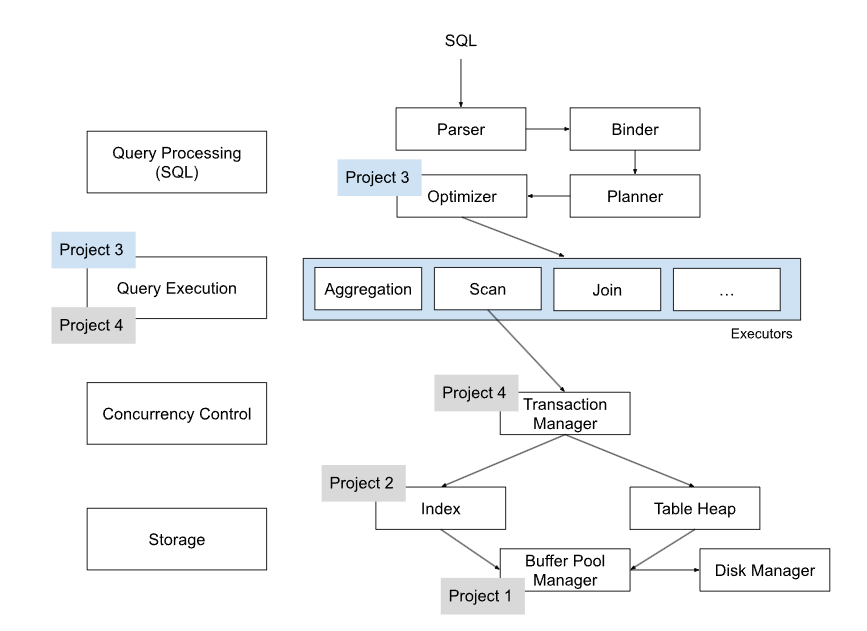 SQL
Parser
Binder
Query Processing
(SQL)
Project 3
Optimizer
Planner
Project 3
Query Execution
Project 4
Aggregation
Scan
Join
...
Executors
Project 4
Transaction
Manager
Concurrency Control
Project 2
Index
Table Heap
Storage
Buffer Pool
Manager
Disk Manager
Project 1